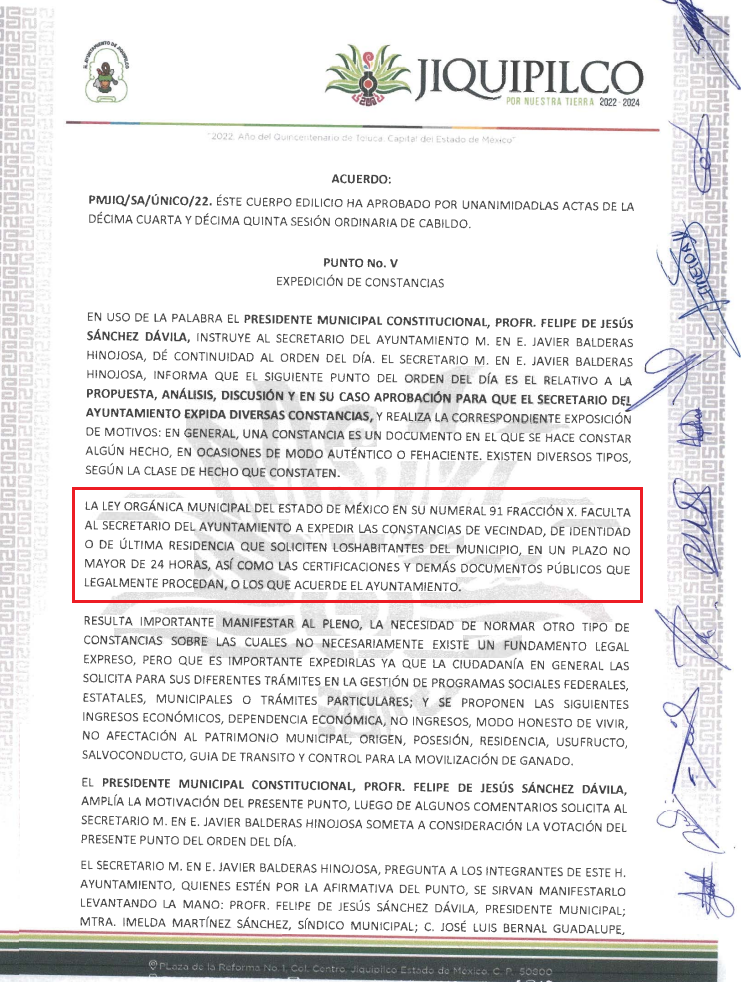 H. AYUNTAMIENTO DE JIQUIPILCO
JIQUIPILCO
POR NUESTRA TIERRA 2022-2024
"2022. Año del Quincentenario de Toluca, Capital del Estado de México"
ACUERDO:
PMJIQ/SA/ÚNICO/22. ÉSTE CUERPO EDILICIO HA APROBADO POR UNANIMIDADLAS ACTAS DE LA
DÉCIMA CUARTA Y DÉCIMA QUINTA SESIÓN ORDINARIA DE CABILDO.
PUNTO No. V
EXPEDICIÓN DE CONSTANCIAS
EN USO DE LA PALABRA EL PRESIDENTE MUNICIPAL CONSTITUCIONAL, PROFR. FELIPE DE JESÚS
SÁNCHEZ DÁVILA, INSTRUYE AL SECRETARIO DEL AYUNTAMIENTO M. EN E. JAVIER BALDERAS
HINOJOSA, DÉ CONTINUIDAD AL ORDEN DEL DÍA. EL SECRETARIO M. EN E. JAVIER BALDERAS
HINOJOSA, INFORMA QUE EL SIGUIENTE PUNTO DEL ORDEN DEL DÍA ES EL RELATIVO A LA
PROPUESTA, ANÁLISIS, DISCUSIÓN Y EN SU CASO APROBACIÓN PARA QUE EL SECRETARIO DEL
AYUNTAMIENTO EXPIDA DIVERSAS CONSTANCIAS, Y REALIZA LA CORRESPONDIENTE EXPOSICIÓN
DE MOTIVOS: EN GENERAL, UNA CONSTANCIA ES UN DOCUMENTO EN EL QUE SE HACE CONSTAR
ALGÚN HECHO, EN OCASIONES DE MODO AUTÉNTICO O FEHACIENTE. EXISTEN DIVERSOS TIPOS,
SEGÚN LA CLASE DE HECHO QUE CONSTATEN.
LA LEY ORGÁNICA MUNICIPAL DEL ESTADO DE MÉXICO EN SU NUMERAL 91 FRACCIÓN X. FACULTA
AL SECRETARIO DEL AYUNTAMIENTO A EXPEDIR LAS CONSTANCIAS DE VECINDAD, DE IDENTIDAD
O DE ÚLTIMA RESIDENCIA QUE SOLICITEN LOSHABITANTES DEL MUNICIPIO, EN UN PLAZO NO
MAYOR DE 24 HORAS, ASÍ COMO LAS CERTIFICACIONES Y DEMÁS DOCUMENTOS PÚBLICOS QUE
LEGALMENTE PROCEDAN, O LOS QUE ACUERDE EL AYUNTAMIENTO.
RESULTA IMPORTANTE MANIFESTAR AL PLENO, LA NECESIDAD DE NORMAR OTRO TIPO DE
CONSTANCIAS SOBRE LAS CUALES NO NECESARIAMENTE EXISTE UN FUNDAMENTO LEGAL
EXPRESO, PERO QUE ES IMPORTANTE EXPEDIRLAS YA QUE LA CIUDADANÍA EN GENERAL LAS
SOLICITA PARA SUS DIFERENTES TRÁMITES EN LA GESTIÓN DE PROGRAMAS SOCIALES FEDERALES,
ESTATALES, MUNICIPALES O TRÁMITES PARTICULARES; Y SE PROPONEN LAS SIGUIENTES
INGRESOS ECONÓMICOS, DEPENDENCIA ECONÓMICA, NO INGRESOS, MODO HONESTO DE VIVIR,
NO AFECTACIÓN AL PATRIMONIO MUNICIPAL, ORIGEN, POSESIÓN, RESIDENCIA, USUFRUCTO,
SALVOCONDUCTO, GUIA DE TRANSITO Y CONTROL PARA LA MOVILIZACIÓN DE GANADO.
EL PRESIDENTE MUNICIPAL CONSTITUCIONAL, PROFR. FELIPE DE JESÚS SÁNCHEZ DÁVILA,
AMPLÍA LA MOTIVACIÓN DEL PRESENTE PUNTO, LUEGO DE ALGUNOS COMENTARIOS SOLICITA AL
SECRETARIO M. EN E. JAVIER BALDERAS HINOJOSA SOMETA A CONSIDERACIÓN LA VOTACIÓN DEL
PRESENTE PUNTO DEL ORDEN DEL DÍA.
EL SECRETARIO M. EN E. JAVIER BALDERAS HINOJOSA, PREGUNTA A LOS INTEGRANTES DE ESTE H.
AYUNTAMIENTO, QUIENES ESTÉN POR LA AFIRMATIVA DEL PUNTO, SE SIRVAN MANIFESTARLO
LEVANTANDO LA MANO: PROFR. FELIPE DE JESÚS SÁNCHEZ DÁVILA, PRESIDENTE MUNICIPAL;
MTRA. IMELDA MARTÍNEZ SÁNCHEZ, SÍNDICO MUNICIPAL; C. JOSÉ LUIS BERNAL GUADALUPE,
PLaza de la Reforma No. 1, Col. Centro, Jiquipilco Estado de México, C. P. 50800